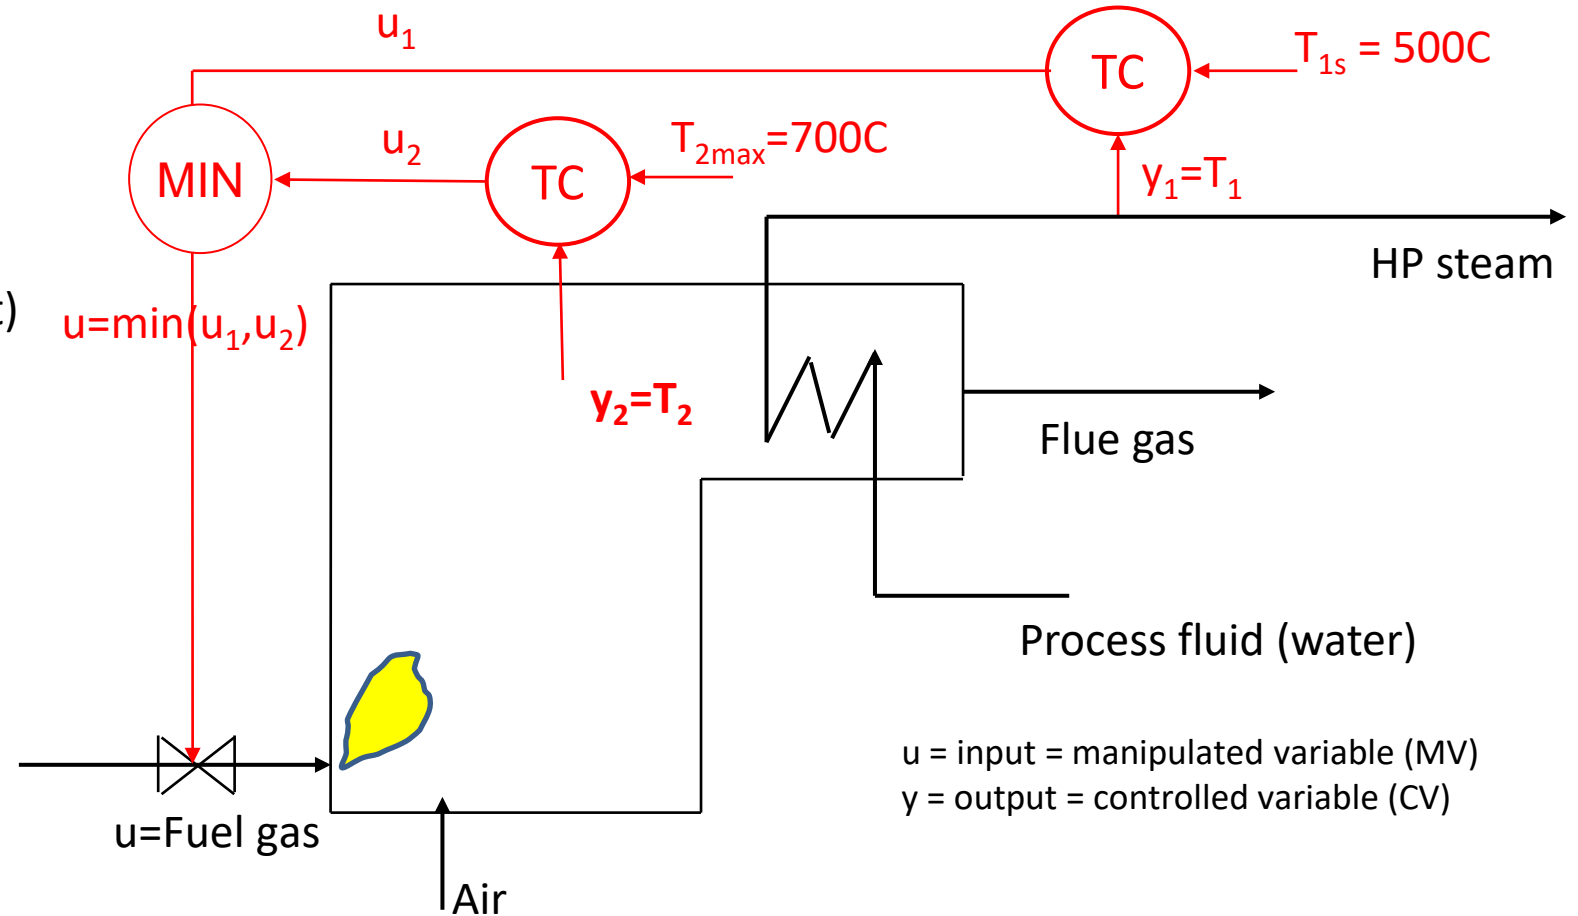 u₁
T₁ₛ = 500C
TC
T₂ₘₐₓ=700C
u₂
MIN
TC
y₁=T₁
HP steam
t)
u=min(u₁,u₂)
y₂=T₂
Flue gas
Process fluid (water)
u = input = manipulated variable (MV)
y = output = controlled variable (CV)
u=Fuel gas
Air